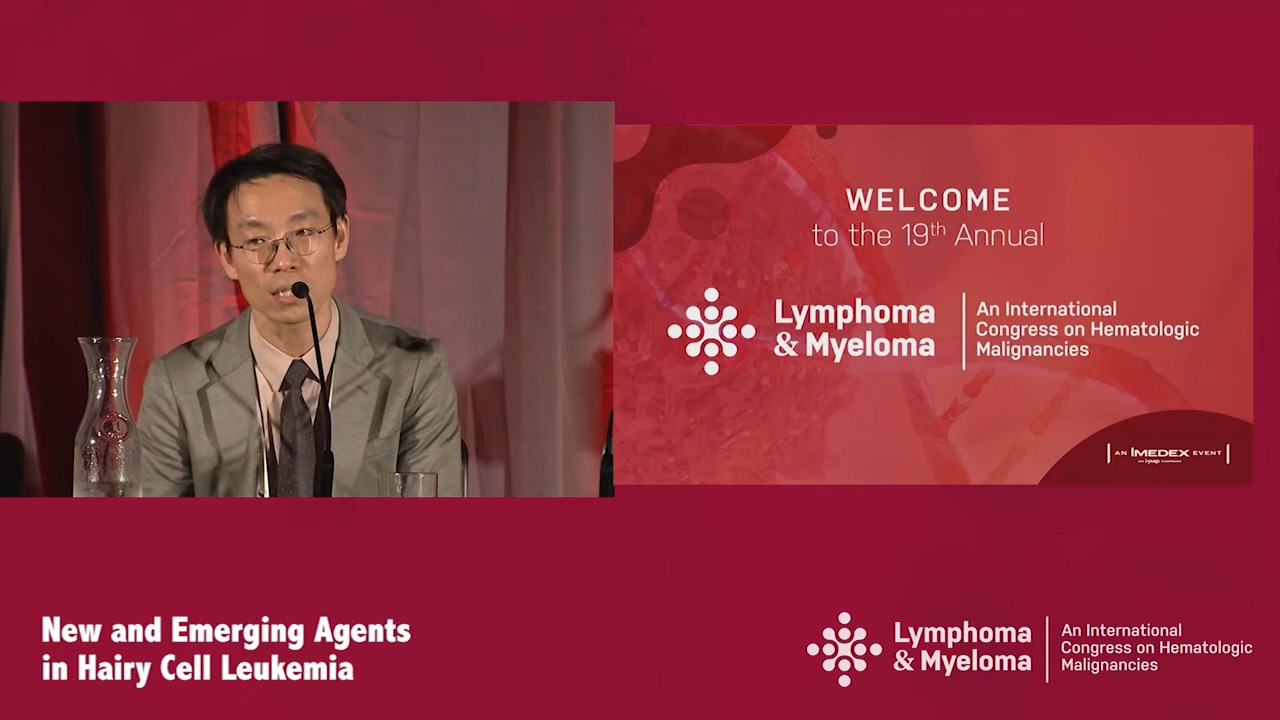 WELCOME
to the 19th Annual
Lymphoma
& Myeloma
An International
Congress on Hematologic
Malignancies
AN IMEDEX EVENT
New and Emerging Agents
in Hairy Cell Leukemia
Lymphoma
& Myeloma
An International
Congress on Hematologic
Malignancies